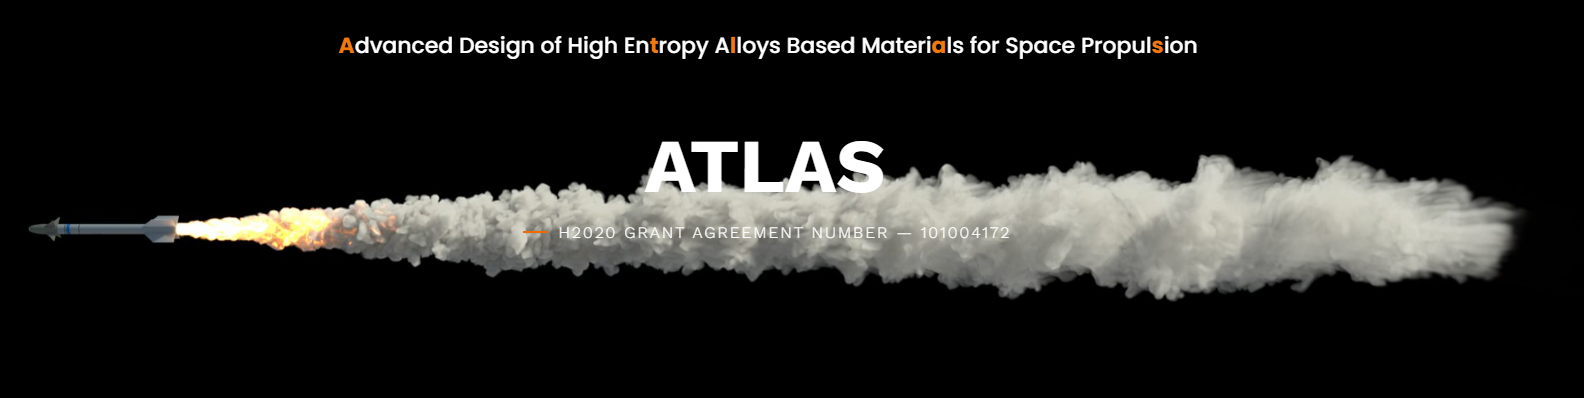 Advanced Design of High Entropy Alloys Based Materials for Space Propulsion
ATLAS
— H2020 GRANT AGREEMENT NUMBER — 101004172